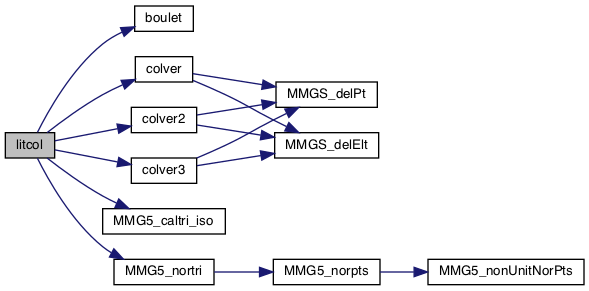 litcol
boulet
colver
colver2
colver3
MMG5_caltri_iso
MMG5_nortri
MMGS_delPt
MMGS_delElt
MMG5_norpts
MMG5_nonUnitNorPts